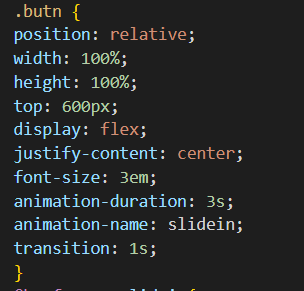 .butn {
position: relative;
width: 100%;
height: 100%;
top: 600px;
display: flex;
justify-content: center;
font-size: 3em;
animation-duration: 3s;
animation-name: slidein;
transition: 1s;
}